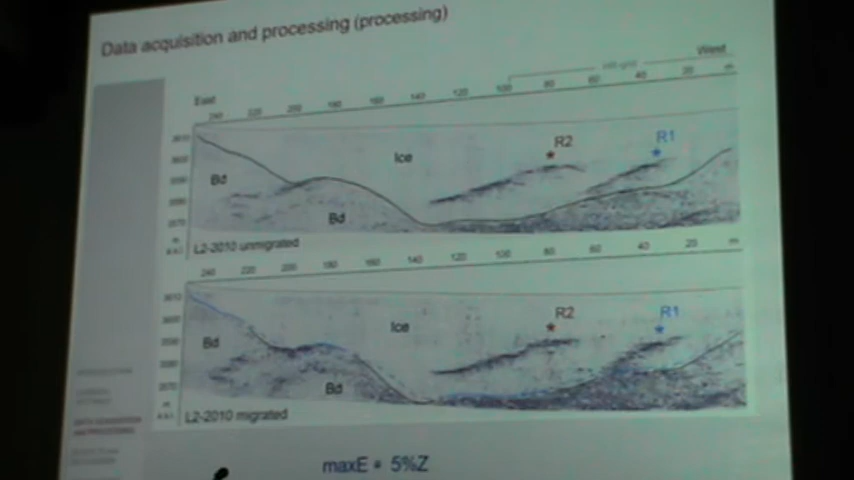 Data acquisition and processing (processing)
East
West
240 220 200 180 160 140 120 100 80 60 40 20 m
Bd
Ice
R2
R1
Bd
L2-2010 unmigrated
240 220 200 180 160 140 120 100 80 60 40 20 m
Bd
Ice
R2
R1
Bd
L2-2010 migrated
maxE = 5%Z